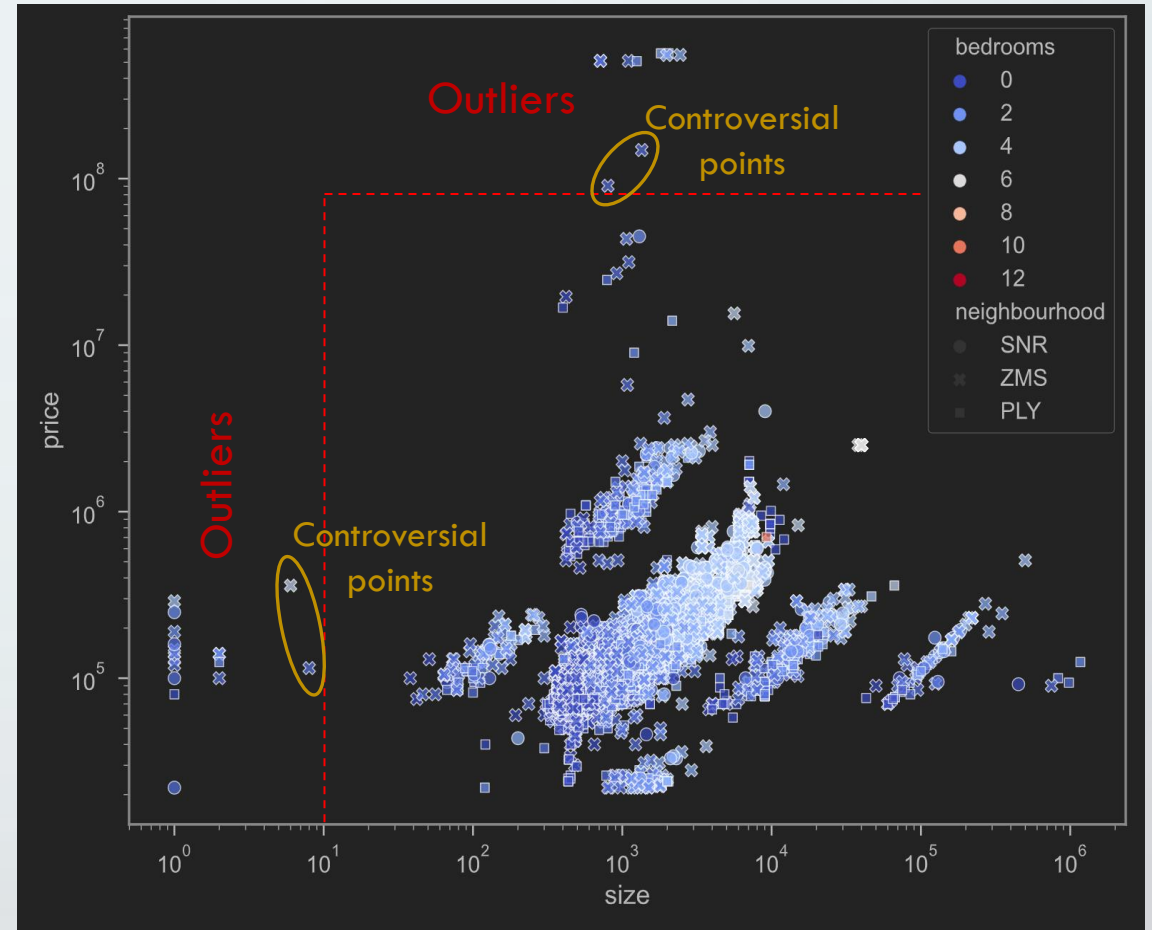 Outliers
Controversial
points
bedrooms
0
2
4
6
8
10
12
neighbourhood
SNR
ZMS
PLY
Outliers
Controversial
points
price
10^8
10^7
10^6
10^5
10^0 10^1 10^2 10^3 10^4 10^5 10^6
size